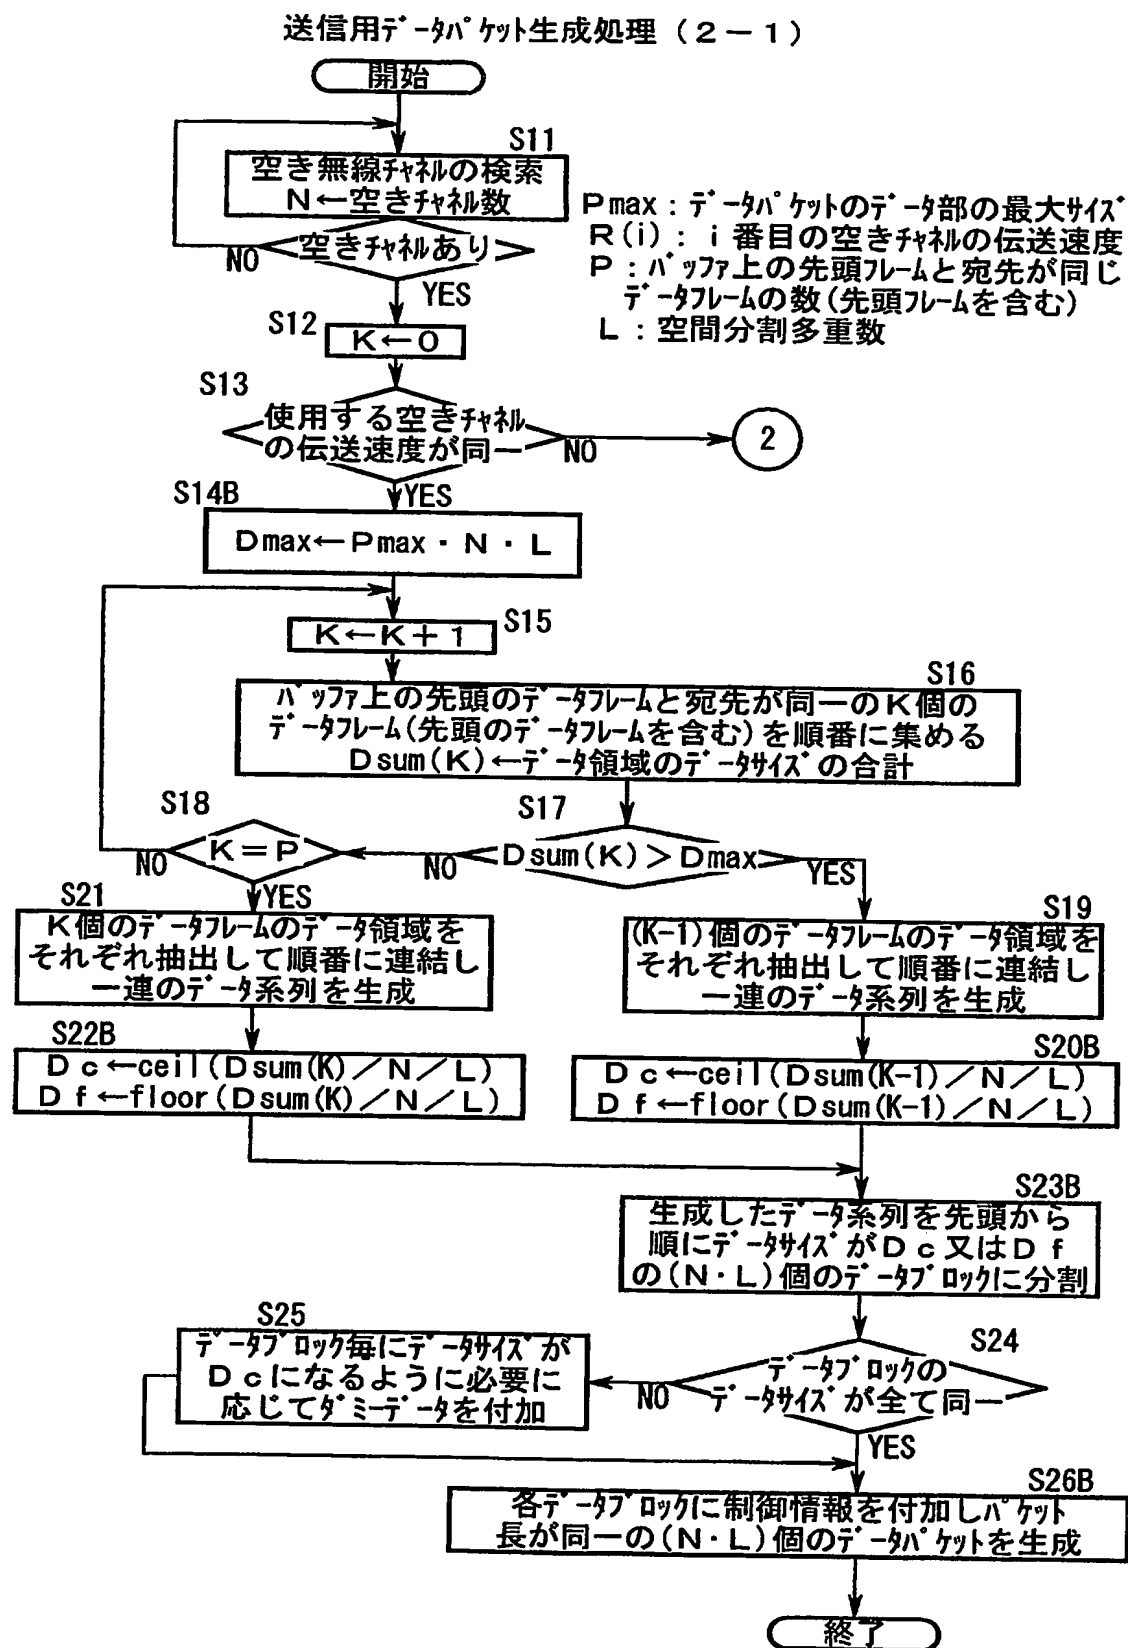 送信用データパケット生成処理（２－１）
開始
S11
空き無線チャネルの検索
N←空きチャネル数
空きチャネルあり
NO
YES
Pmax：データパケットのデータ部の最大サイズ
R(i)：i番目の空きチャネルの伝送速度
P：バッファ上の先頭フレームと宛先が同じ
データフレームの数(先頭フレームを含む)
L：空間分割多重数
S12
K←0
S13
使用する空きチャネル
の伝送速度が同一
NO
2
YES
S14B
Dmax←Pmax・N・L
S15
K←K+1
S16
バッファ上の先頭のデータフレームと宛先が同一のK個の
データフレーム(先頭のデータフレームを含む)を順番に集める
Dsum(K)←データ領域のデータサイズの合計
S17
Dsum(K)>Dmax
NO
YES
S18
K=P
NO
YES
S21
K個のデータフレームのデータ領域を
それぞれ抽出して順番に連結し
一連のデータ系列を生成
S19
(K-1)個のデータフレームのデータ領域を
それぞれ抽出して順番に連結し
一連のデータ系列を生成
S22B
Dc←ceil(Dsum(K)／N／L)
Df←floor(Dsum(K)／N／L)
S20B
Dc←ceil(Dsum(K-1)／N／L)
Df←floor(Dsum(K-1)／N／L)
S23B
生成したデータ系列を先頭から
順にデータサイズがDc又はDf
の(N・L)個のデータブロックに分割
S24
データブロックの
データサイズが全て同一
NO
YES
S25
データブロック毎にデータサイズが
Dcになるように必要に
応じてダミーデータを付加
S26B
各データブロックに制御情報を付加しパケット
長が同一の(N・L)個のデータパケットを生成
終了